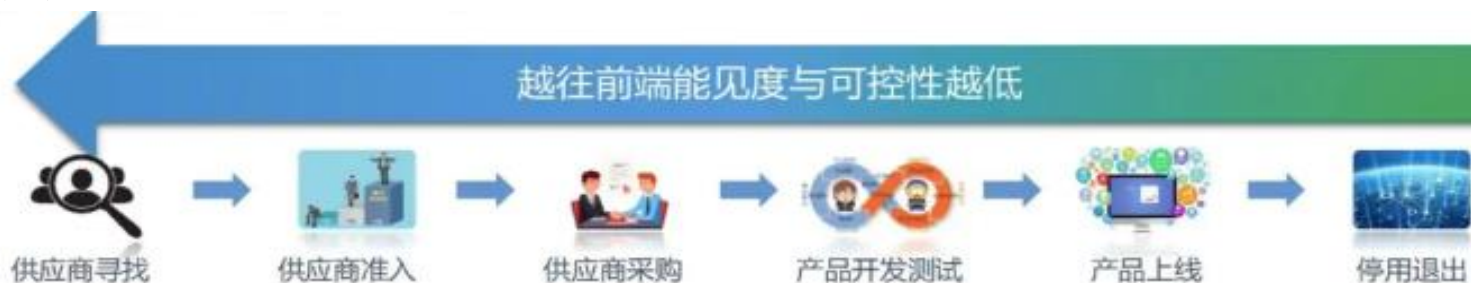 越往前端能见度与可控性越低
供应商寻找
供应商准入
供应商采购
产品开发测试
产品上线
停用退出